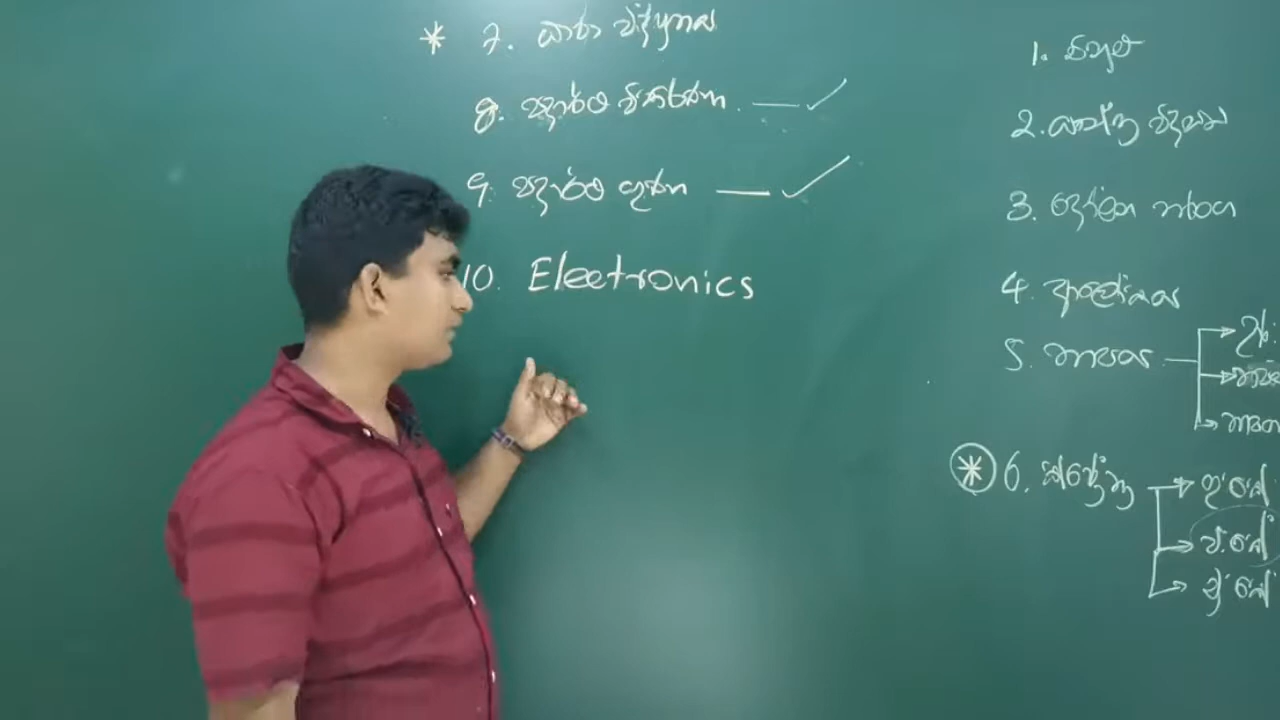 * 7. ධාරා විද්‍යුතය
8. පදාර්ථ විකිරණ —✓
9. පදාර්ථ ගුණ —✓
10. Electronics
1. මිනුම්
2. යාන්ත්‍ර විද්‍යාව
3. දෝලන තරංග
4. ආලෝකය
5. තාපය
* 6. ක්ෂේත්‍ර
ගු. ක්ෂේ
වි. ක්ෂේ
චු. ක්ෂේ